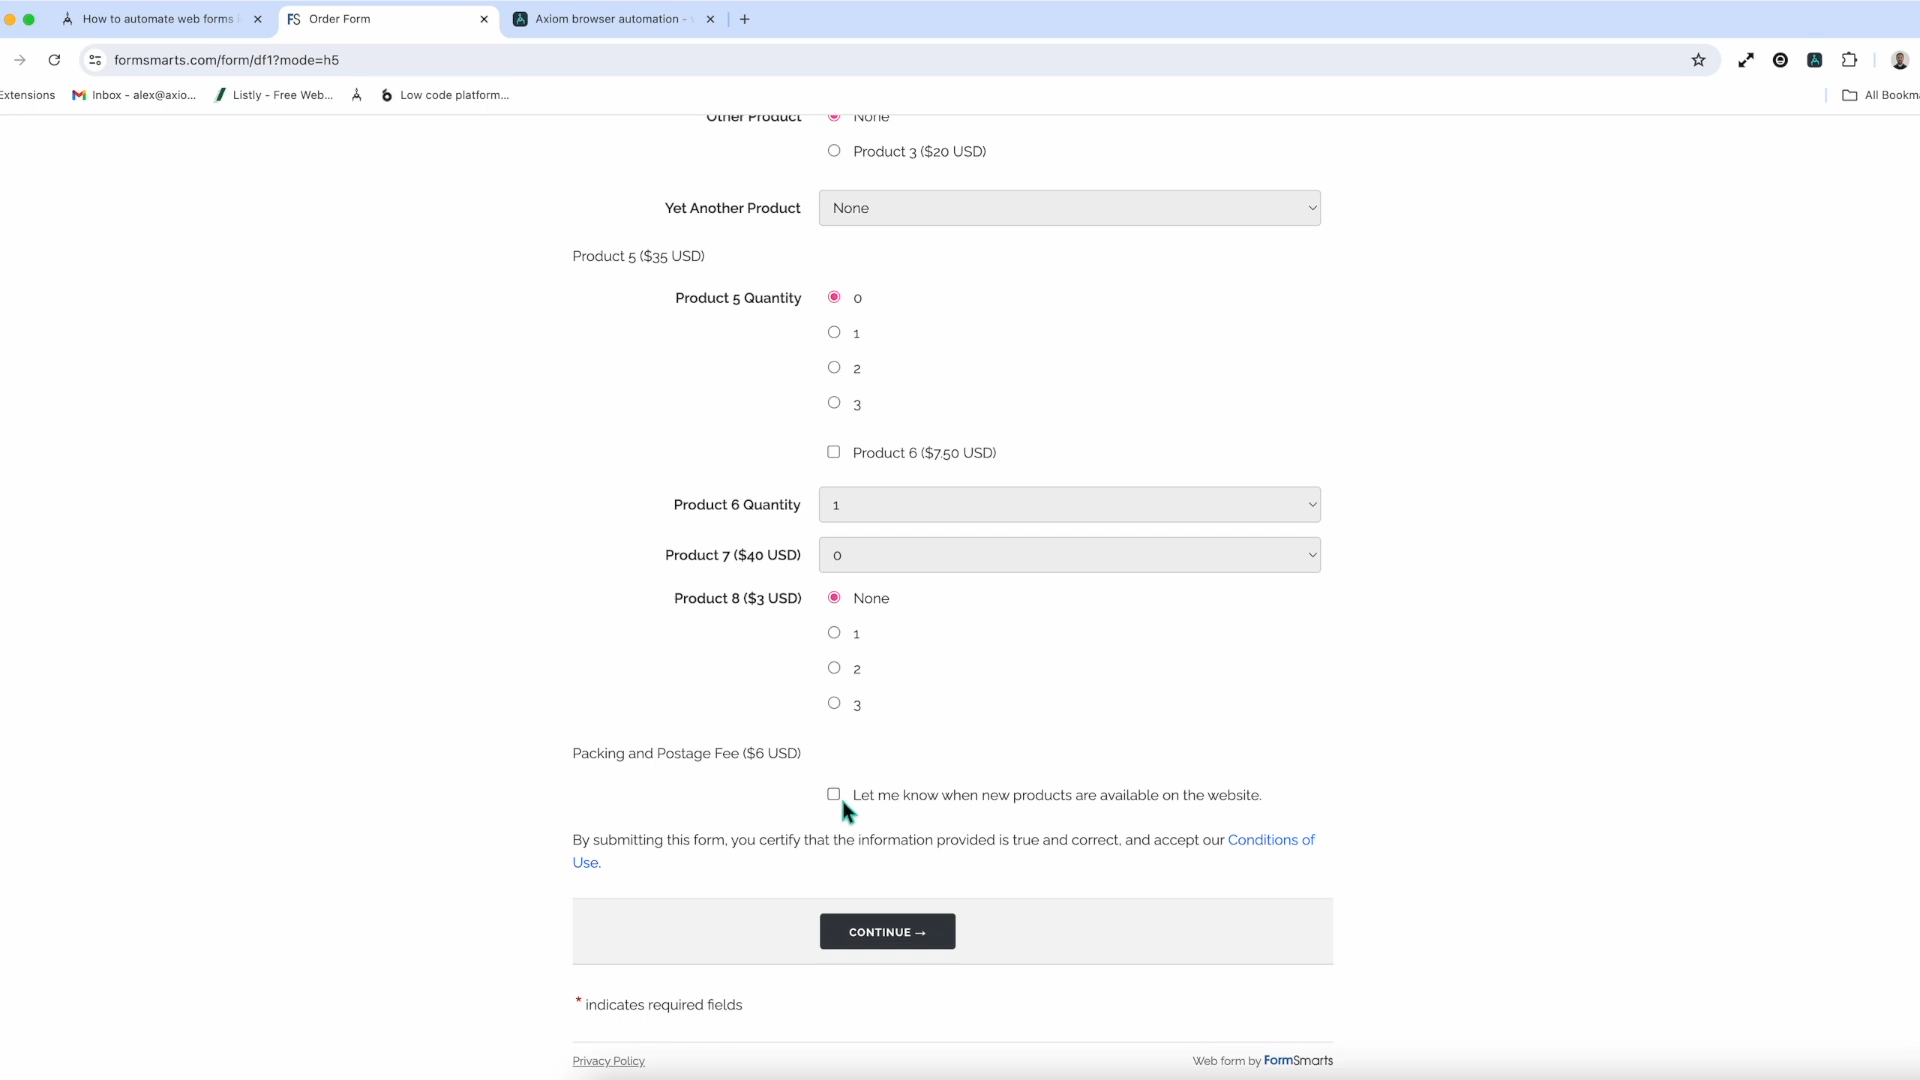 How to automate web forms
FS Order Form
Axiom browser automation -
formsmarts.com/form/df1?mode=h5
Extensions
Inbox - alex@axio...
Listly - Free Web...
Low code platform...
All Bookma
Other Product
None
Product 3 ($20 USD)
Yet Another Product
None
Product 5 ($35 USD)
Product 5 Quantity
0
1
2
3
Product 6 ($7.50 USD)
Product 6 Quantity
1
Product 7 ($40 USD)
0
Product 8 ($3 USD)
None
1
2
3
Packing and Postage Fee ($6 USD)
Let me know when new products are available on the website.
By submitting this form, you certify that the information provided is true and correct, and accept our Conditions of
Use.
CONTINUE →
* indicates required fields
Privacy Policy
Web form by FormSmarts